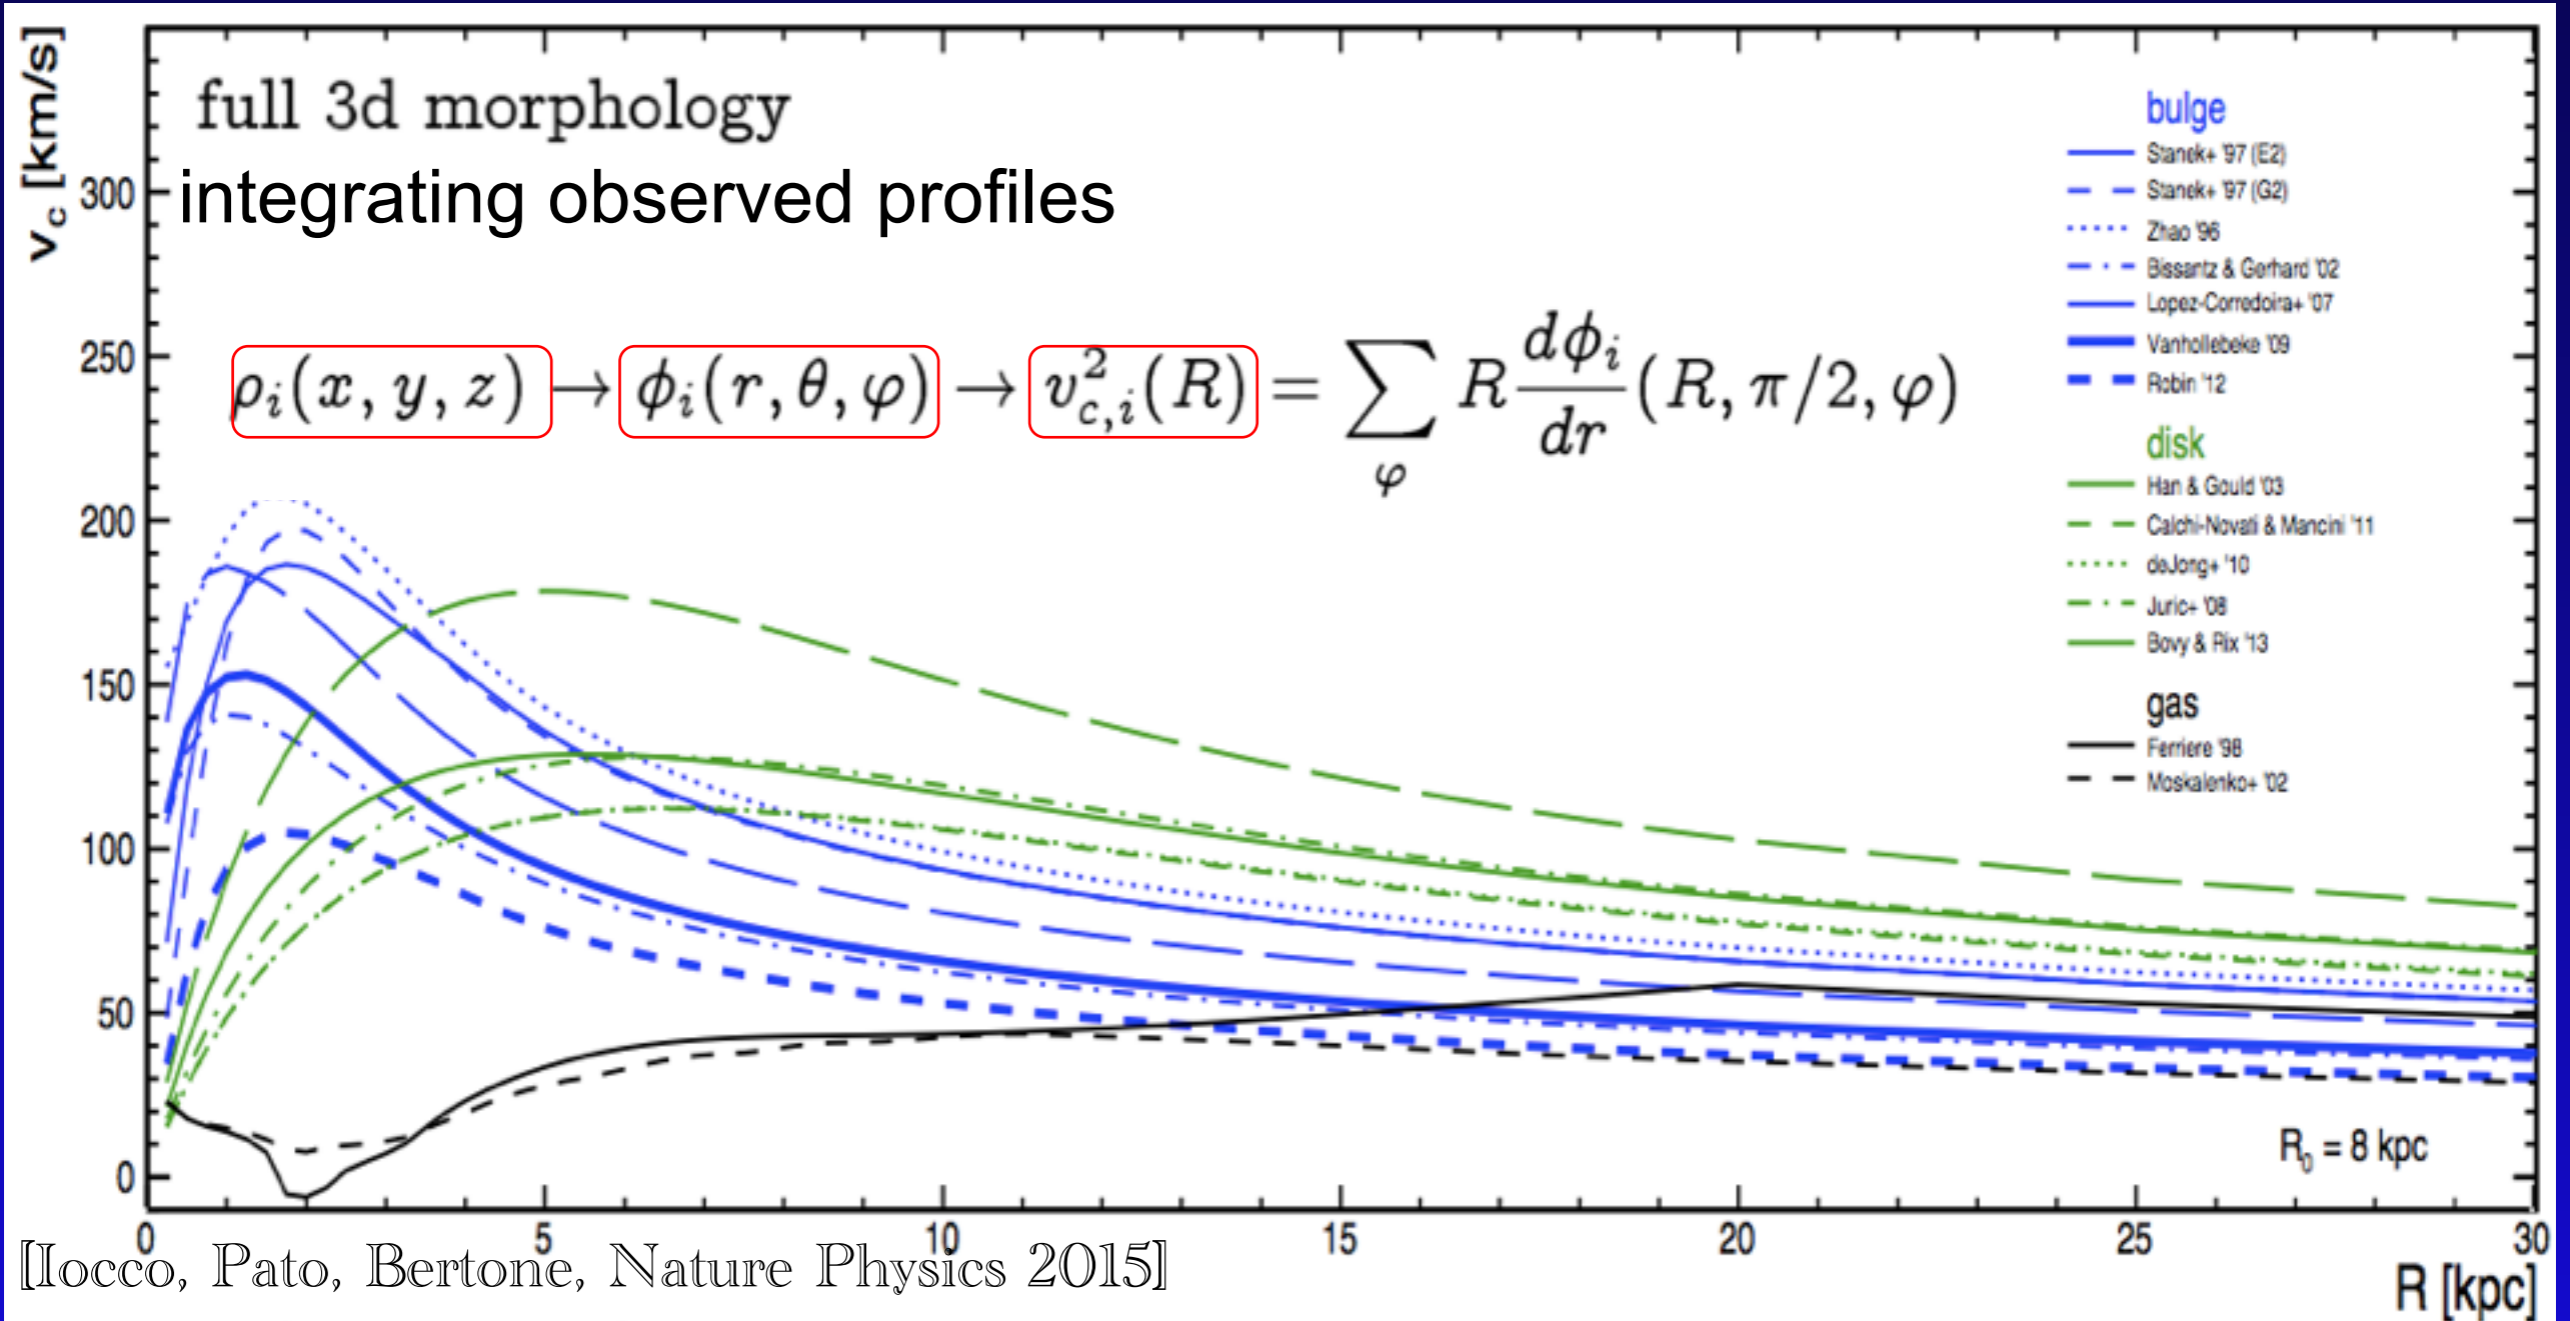 v_c [km/s]
full 3d morphology
integrating observed profiles
ρ_i(x, y, z) → φ_i(r, θ, φ) → v²_{c,i}(R) = ∑_φ R dφ_i/dr (R, π/2, φ)
300
250
200
150
100
50
0
bulge
Stanek+ '97 (E2)
Stanek+ '97 (G2)
Zhao '96
Bissantz & Gerhard '02
Lopez-Corredoira+ '07
Vanhollebeke '09
Robin '12
disk
Han & Gould '03
Calchi-Novati & Mancini '11
deJong+ '10
Juric+ '08
Bovy & Rix '13
gas
Ferriere '98
Moskalenko+ '02
R_0 = 8 kpc
0 5 10 15 20 25 30
[Iocco, Pato, Bertone, Nature Physics 2015]
R [kpc]